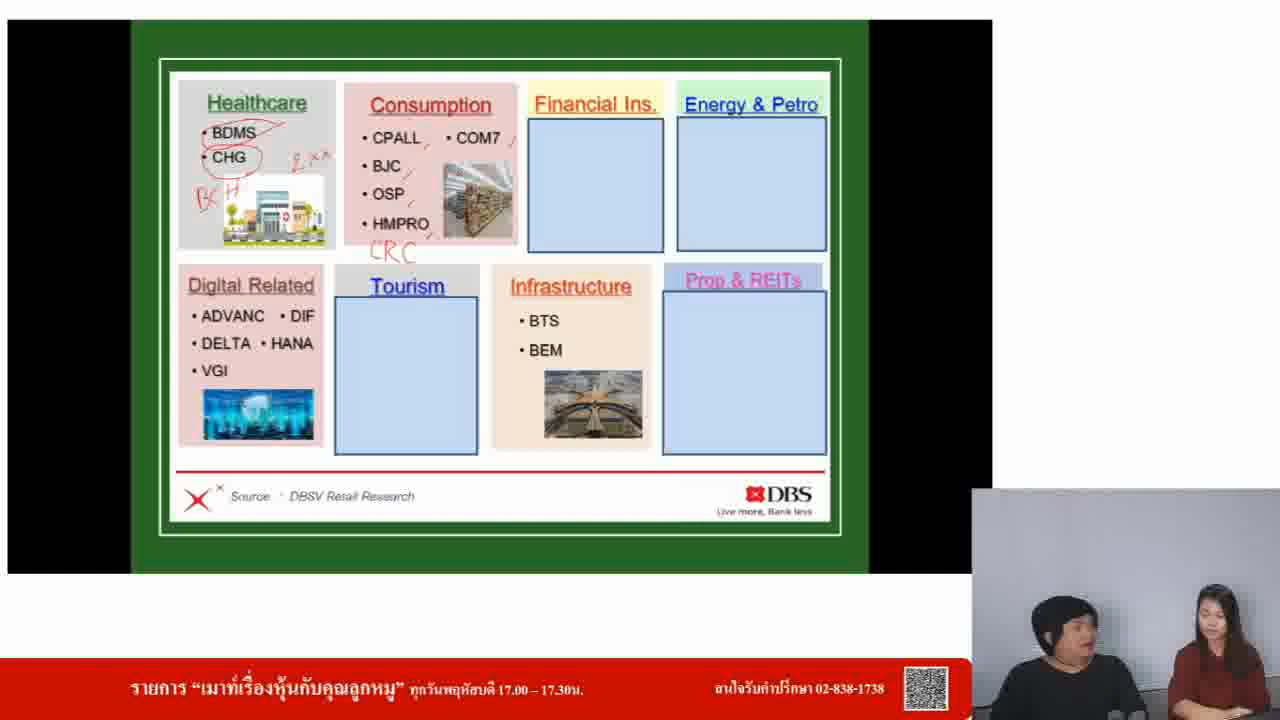 Healthcare
• BDMS
• CHG
2 xx
BCH
Consumption
• CPALL • COM7
• BJC
• OSP
• HMPRO
CRC
Financial Ins.
Energy & Petro
Digital Related
• ADVANC • DIF
• DELTA • HANA
• VGI
Tourism
Infrastructure
• BTS
• BEM
Prop & REITs
Source : DBSV Retail Research
DBS
Live more, Bank less
รายการ “เมาท์เรื่องหุ้นกับคุณลูกหมู” ทุกวันพฤหัสบดี 17.00 – 17.30น.
สนใจรับคำปรึกษา 02-838-1738